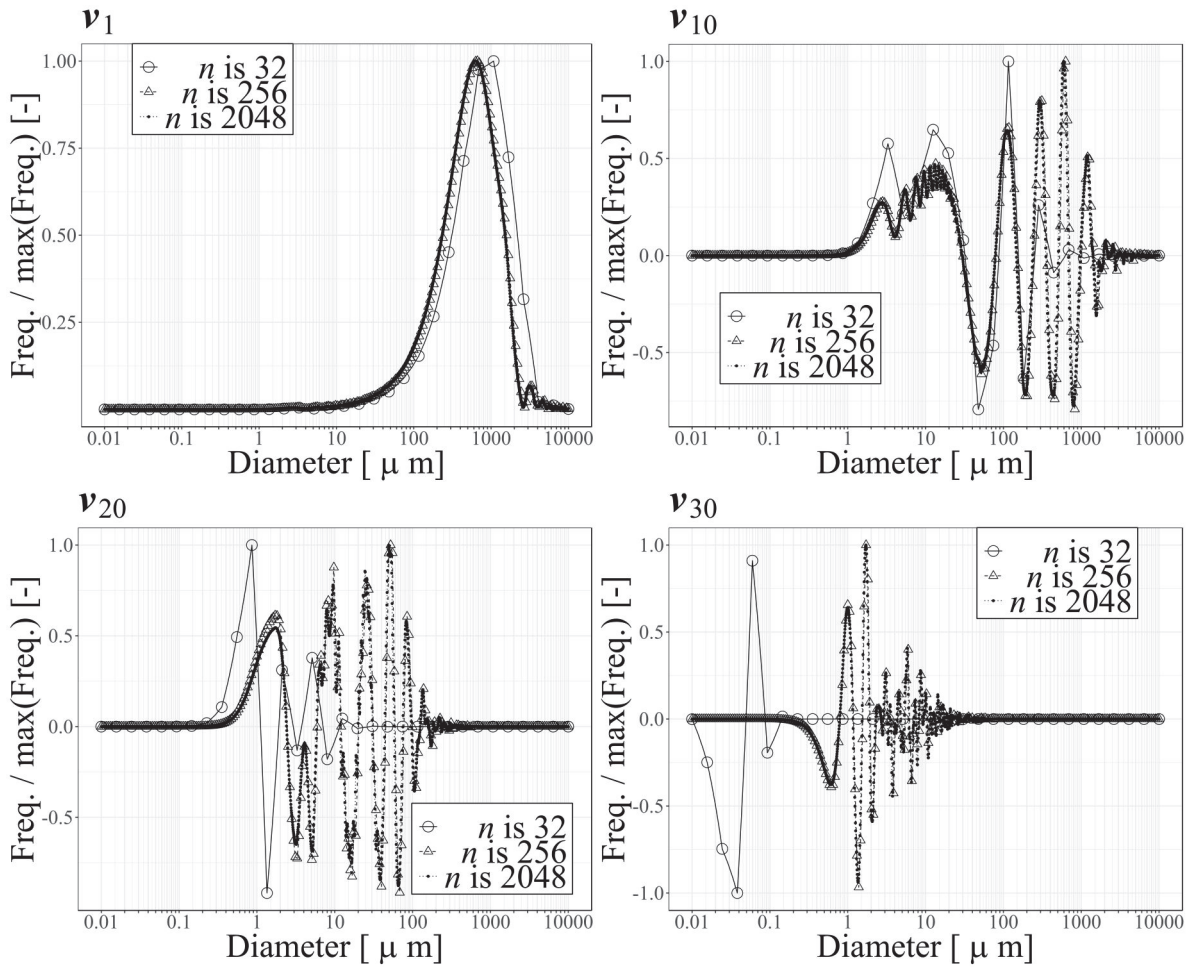 v1
Freq. / max(Freq.) [-]
1.00
0.75
0.50
0.25
n is 32
n is 256
n is 2048
0.01 0.1 1 10 100 1000 10000
Diameter [ μ m]
v10
Freq. / max(Freq.) [-]
1.0
0.5
0.0
-0.5
n is 32
n is 256
n is 2048
0.01 0.1 1 10 100 1000 10000
Diameter [ μ m]
v20
Freq. / max(Freq.) [-]
1.0
0.5
0.0
-0.5
n is 32
n is 256
n is 2048
0.01 0.1 1 10 100 1000 10000
Diameter [ μ m]
v30
Freq. / max(Freq.) [-]
1.0
0.5
0.0
-0.5
-1.0
n is 32
n is 256
n is 2048
0.01 0.1 1 10 100 1000 10000
Diameter [ μ m]